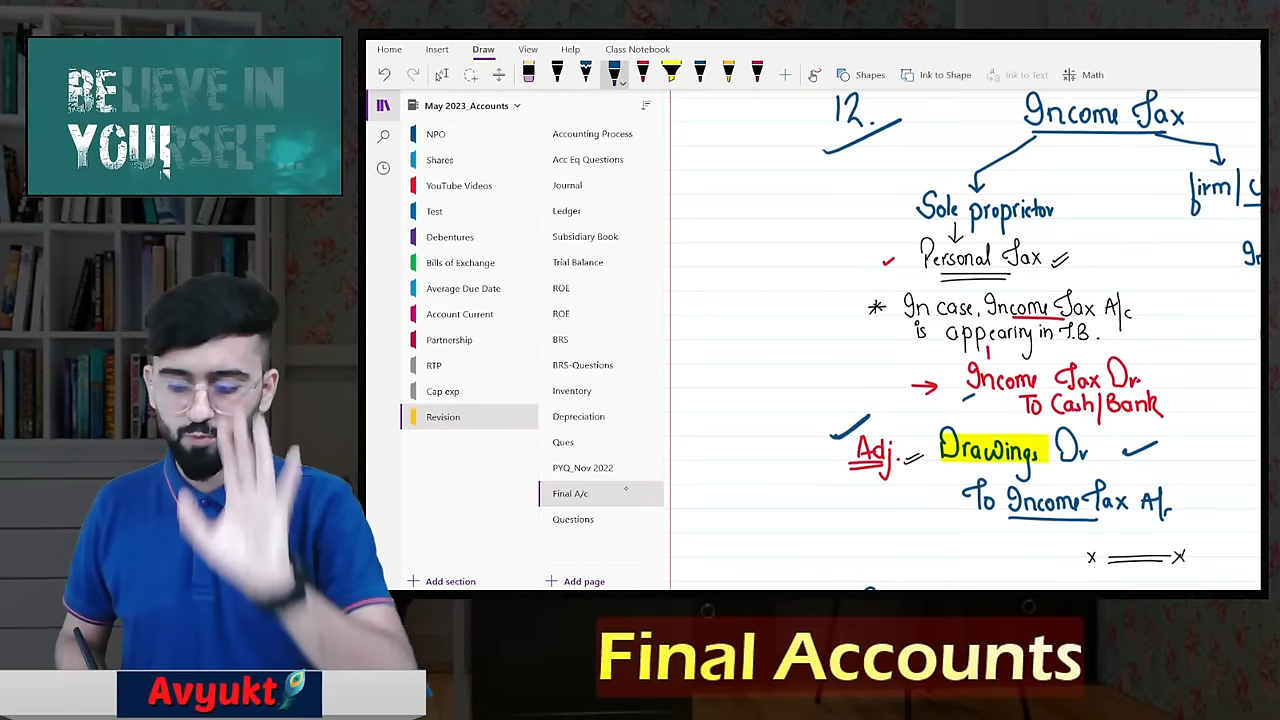 BELIEVE IN
YOURSELF...
Home Insert Draw View Help Class Notebook
Shapes Ink to Shape Ink to Text Math
May 2023_Accounts
NPO
Shares
YouTube Videos
Test
Debentures
Bills of Exchange
Average Due Date
Account Current
Partnership
RTP
Cap exp
Revision
Add section
Accounting Process
Acc Eq Questions
Journal
Ledger
Subsidiary Book
Trial Balance
ROE
ROE
BRS
BRS-Questions
Inventory
Depreciation
Ques
PYQ_Nov 2022
Final A/c
Questions
Add page
12. Income Tax
Sole proprietor
firm/
Personal Tax
* In case, Income Tax A/c
is appearing in T.B.
→ Income Tax Dr.
To Cash/Bank
Adj. Drawings Dr
To Income Tax A/c
x x
Final Accounts
Avyukt